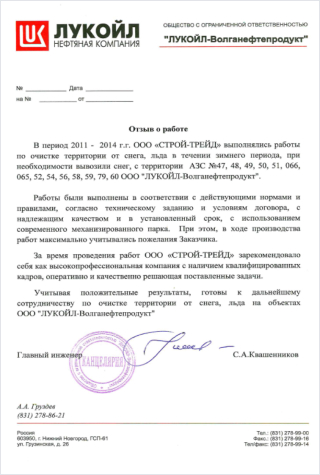 ЛУКОЙЛ
НЕФТЯНАЯ КОМПАНИЯ
ОБЩЕСТВО С ОГРАНИЧЕННОЙ ОТВЕТСТВЕННОСТЬЮ
"ЛУКОЙЛ-Волганефтепродукт"
№ Дата
на № от
Отзыв о работе
В период 2011 - 2014 г.г. ООО «СТРОЙ-ТРЕЙД» выполнялись работы
по очистке территории от снега, льда в течении зимнего периода, при
необходимости вывозили снег, с территории АЗС №47, 48, 49, 50, 51, 066,
065, 52, 54, 56, 58, 59, 79, 60 ООО "ЛУКОЙЛ-Волганефтепродукт".
Работы были выполнены в соответствии с действующими нормами и
правилами, согласно техническому заданию и условиям договора, с
надлежащим качеством и в установленный срок, с использованием
современного механизированного парка. При этом, в ходе производства
работ максимально учитывались пожелания Заказчика.
За время проведения работ ООО «СТРОЙ-ТРЕЙД» зарекомендовало
себя как высокопрофессиональная компания с наличием квалифицированных
кадров, оперативно и качественно решающая поставленные задачи.
Учитывая положительные результаты, готовы к дальнейшему
сотрудничеству по очистке территории от снега, льда на объектах
ООО "ЛУКОЙЛ-Волганефтепродукт"
Главный инженер С.А.Квашенников
КАНЦЕЛЯРИЯ
А.А. Груздев
(831) 278-86-21
Россия
603950, г. Нижний Новгород, ГСП-81
ул. Грузинская, д. 26
Тел.: (831) 278-99-00
Факс: (831) 278-99-16
Факс: (831) 278-99-14